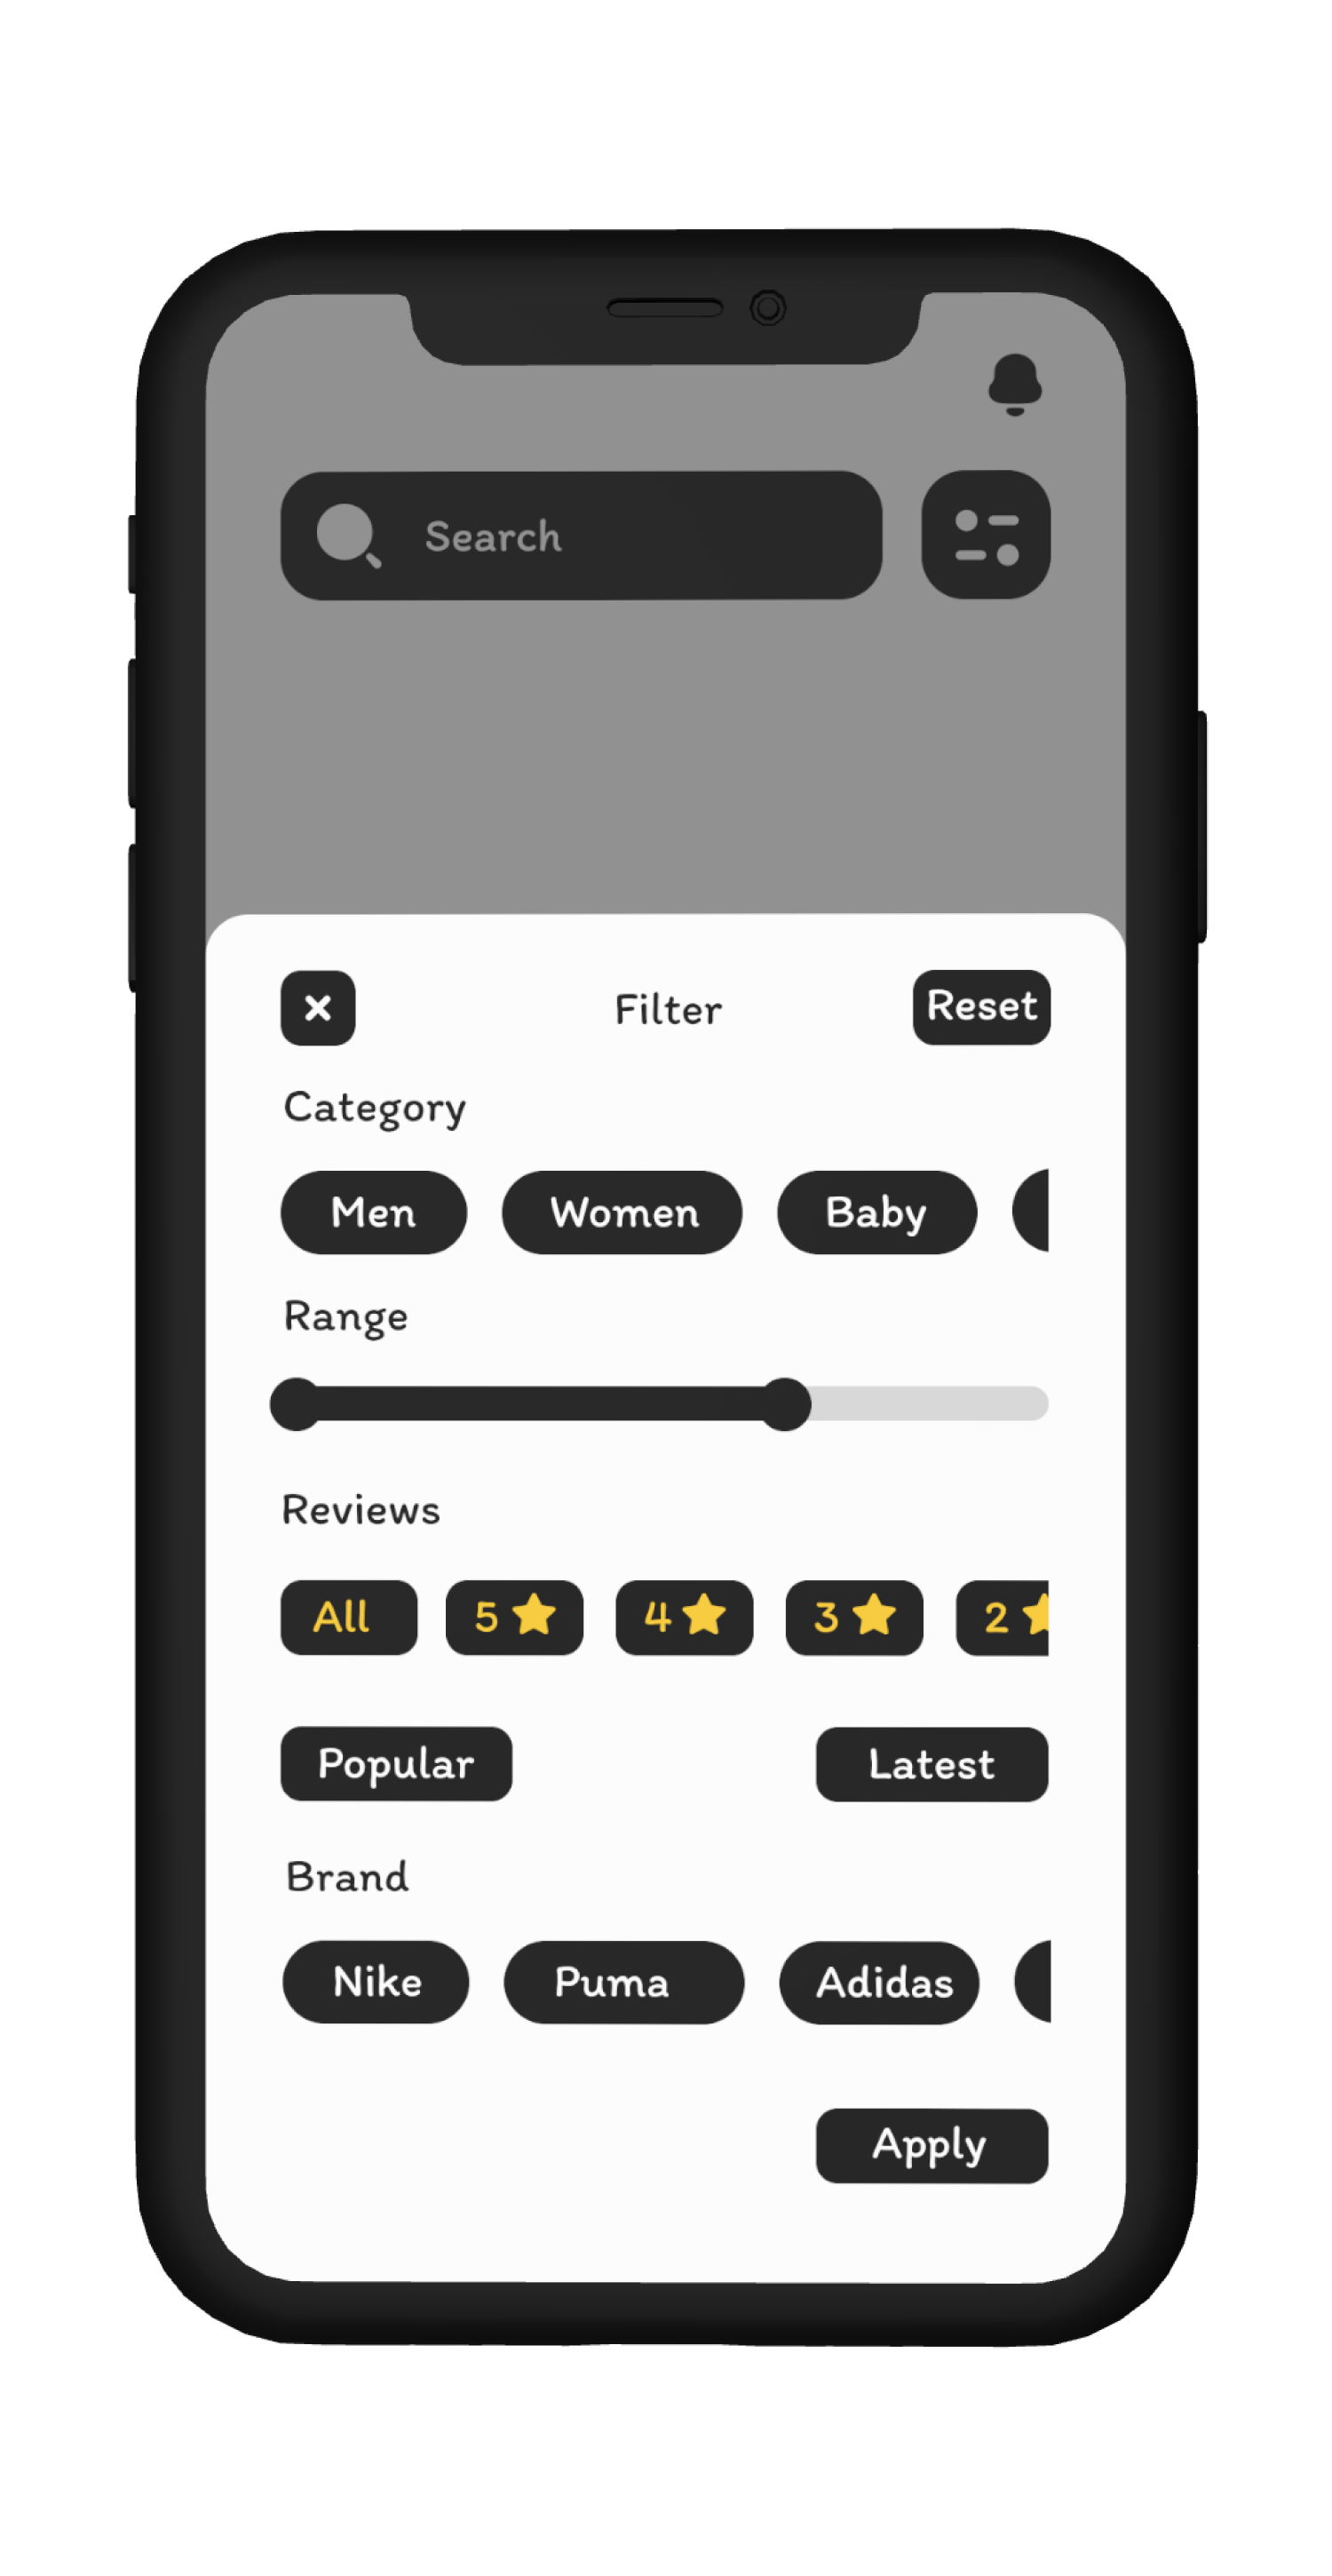 Search
Filter
Reset
Category
Men Women Baby
Range
Reviews
All 5 4 3 2
Popular Latest
Brand
Nike Puma Adidas
Apply